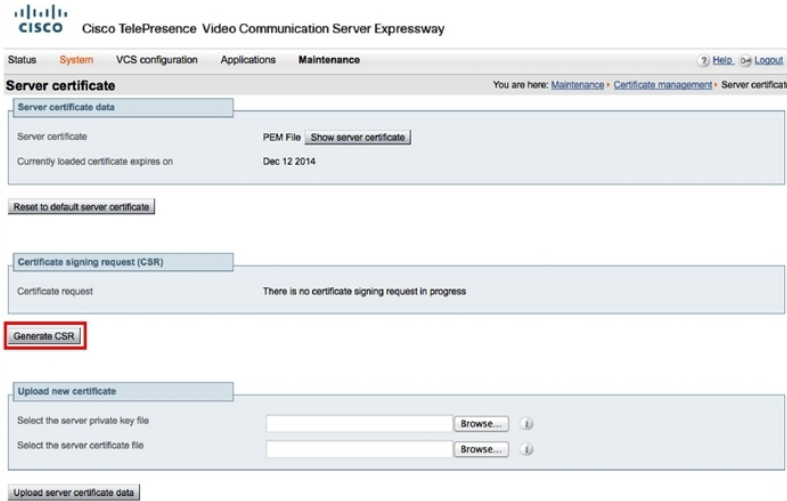 CISCO Cisco TelePresence Video Communication Server Expressway
Status System VCS configuration Applications Maintenance Help Logout
Server certificate You are here: Maintenance Certificate management Server certificat
Server certificate data
Server certificate PEM File Show server certificate
Currently loaded certificate expires on Dec 12 2014
Reset to default server certificate
Certificate signing request (CSR)
Certificate request There is no certificate signing request in progress
Generate CSR
Upload new certificate
Select the server private key file Browse... i
Select the server certificate file Browse... i
Upload server certificate data